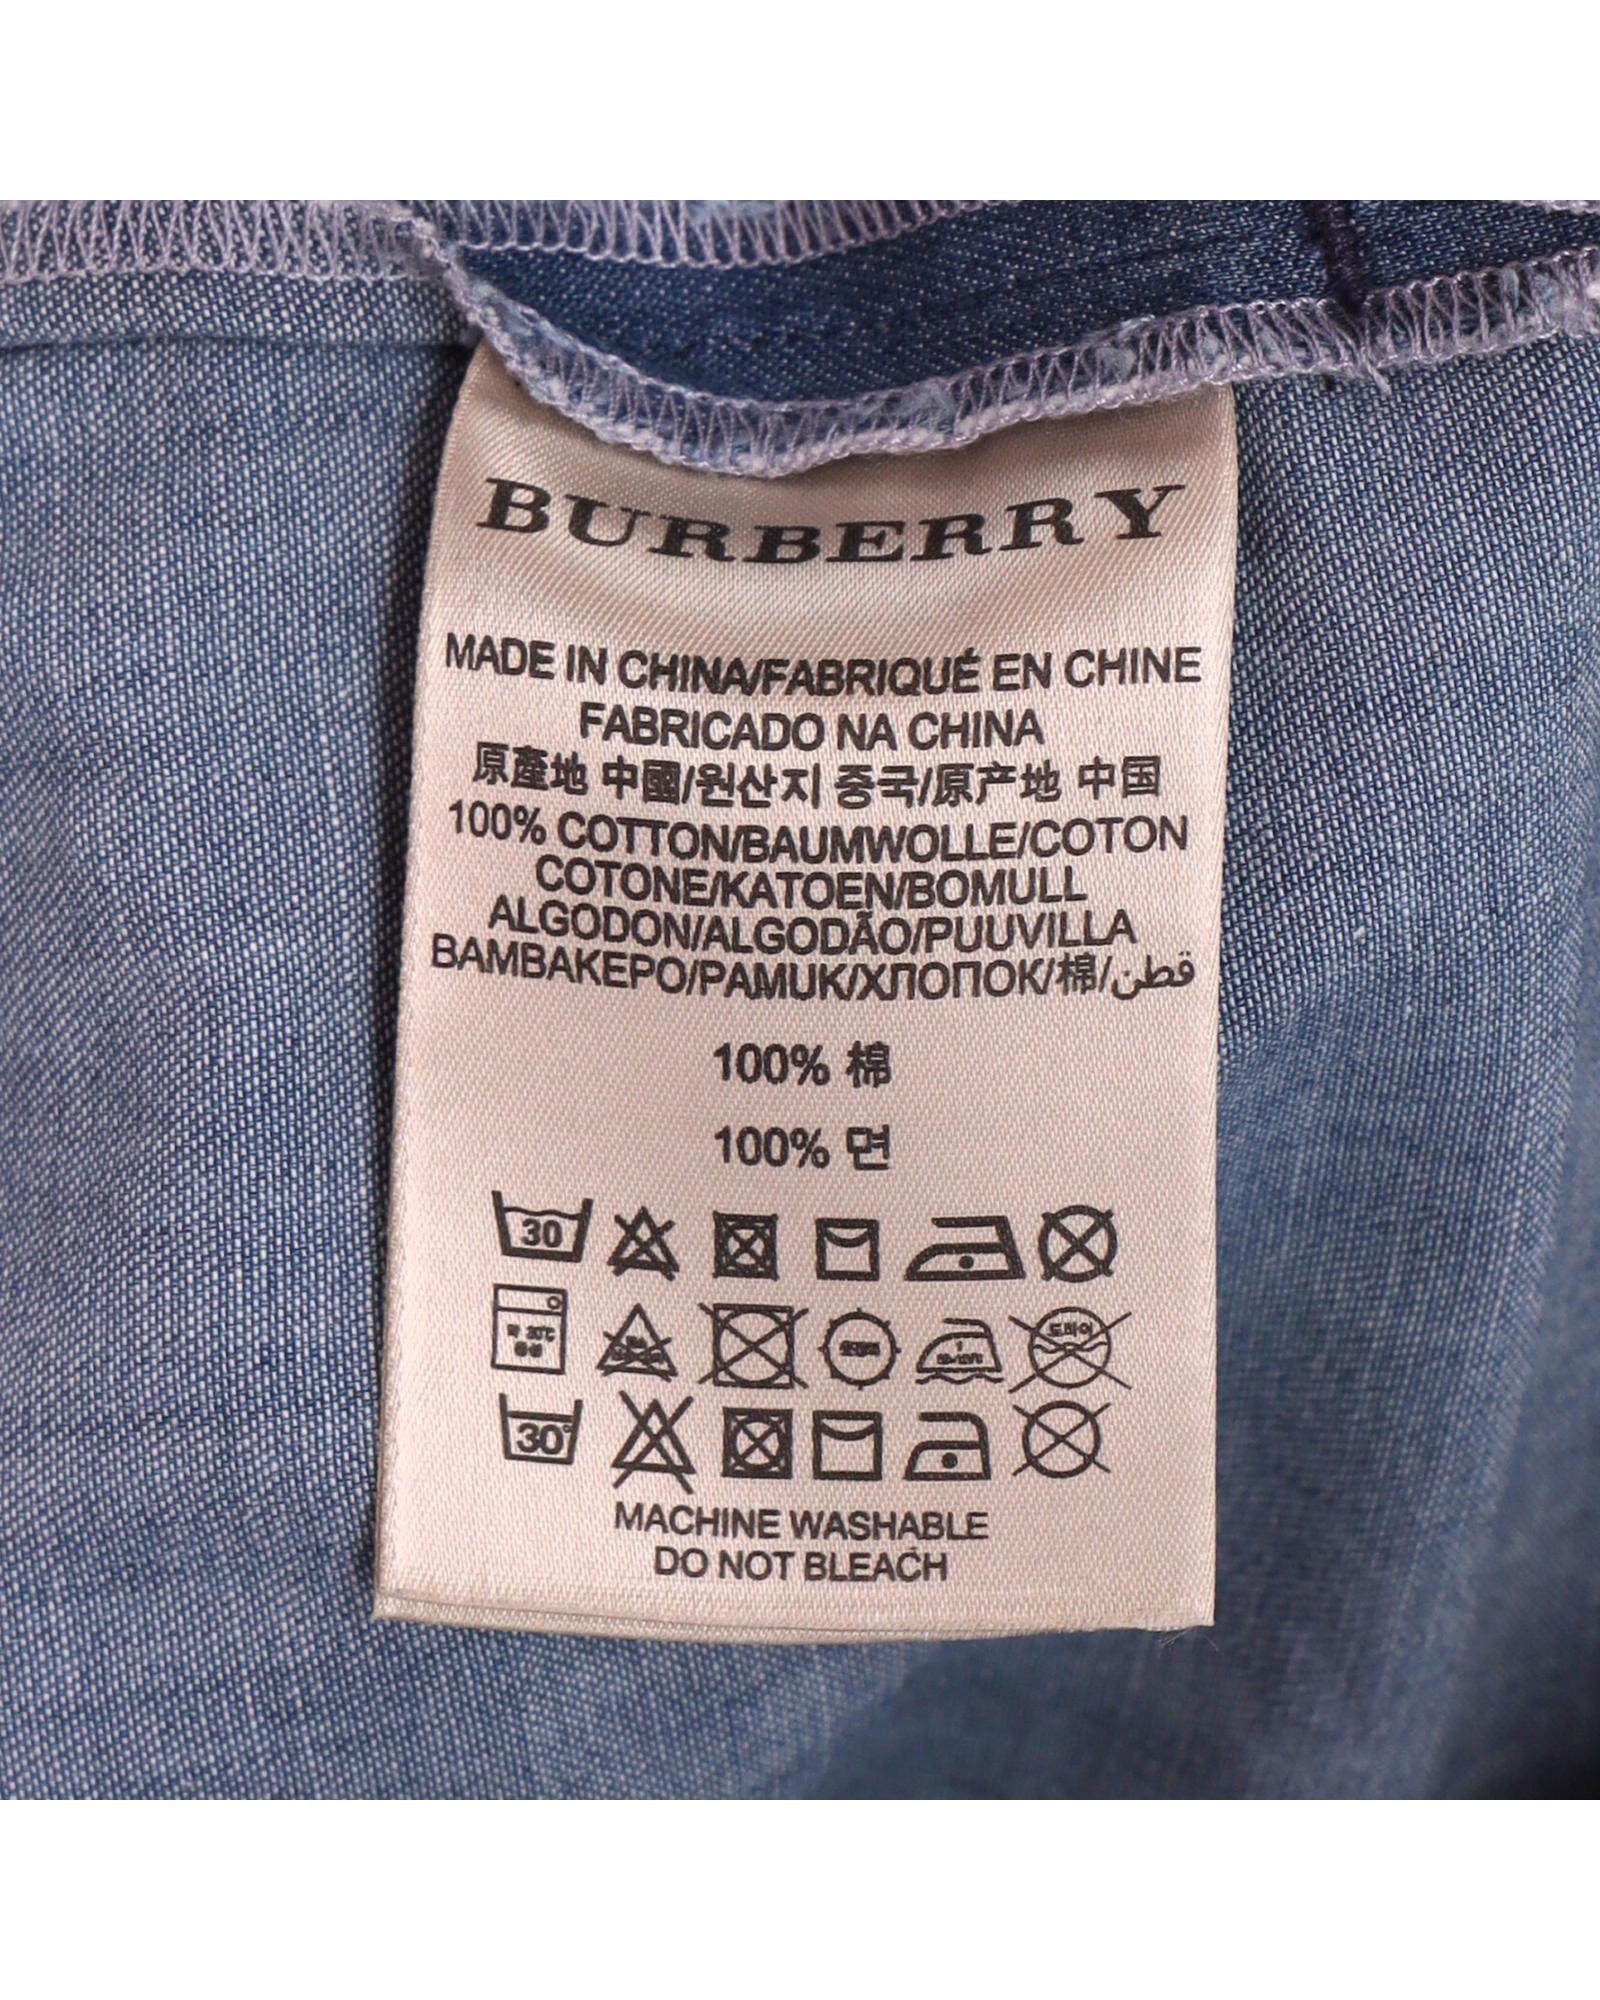 BURBERRY
MADE IN CHINA/FABRIQUÉ EN CHINE
FABRICADO NA CHINA
原產地 中國/원산지 중국/原产地 中国
100% COTTON/BAUMWOLLE/COTON
COTONE/KATOEN/BOMULL
ALGODON/ALGODÃO/PUUVILLA
BAMBAKEPO/PAMUK/ХЛОПОК/棉/قطن
100% 棉
100% 면
30
30°
MACHINE WASHABLE
DO NOT BLEACH